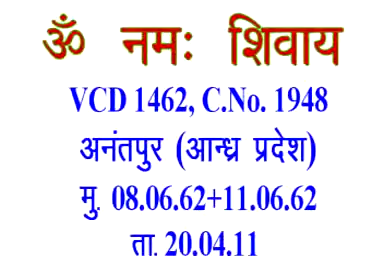 ॐ नमः शिवाय
VCD 1462, C.No. 1948
अनंतपुर (आन्ध्र प्रदेश)
मु. 08.06.62+11.06.62
ता. 20.04.11